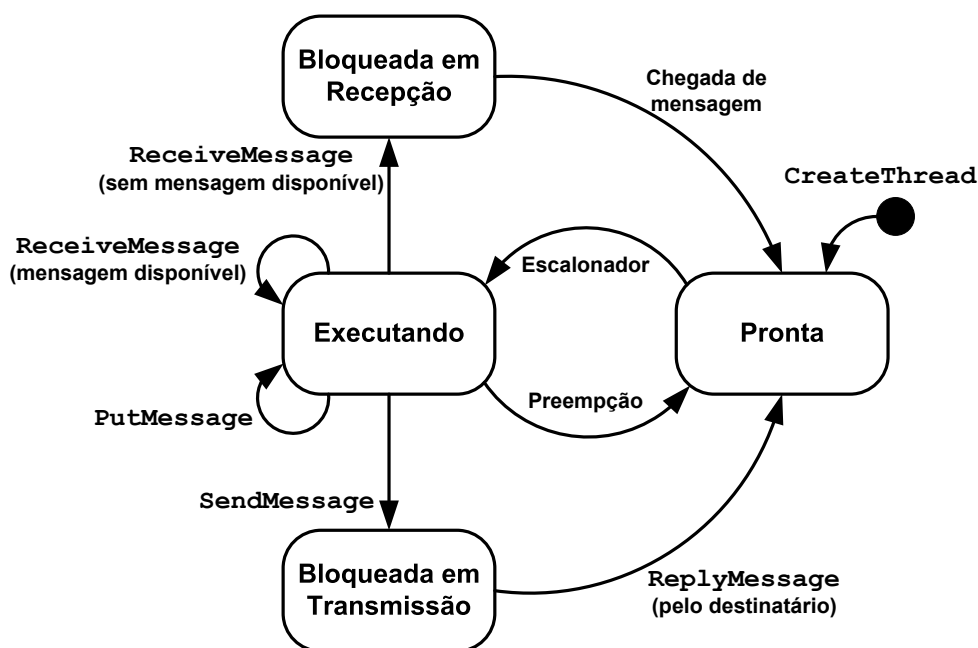 Bloqueada em
Recepção
Chegada de
mensagem
ReceiveMessage
(sem mensagem disponível)
CreateThread
ReceiveMessage
(mensagem disponível)
Escalonador
Executando
Pronta
Preempção
PutMessage
SendMessage
Bloqueada em
Transmissão
ReplyMessage
(pelo destinatário)